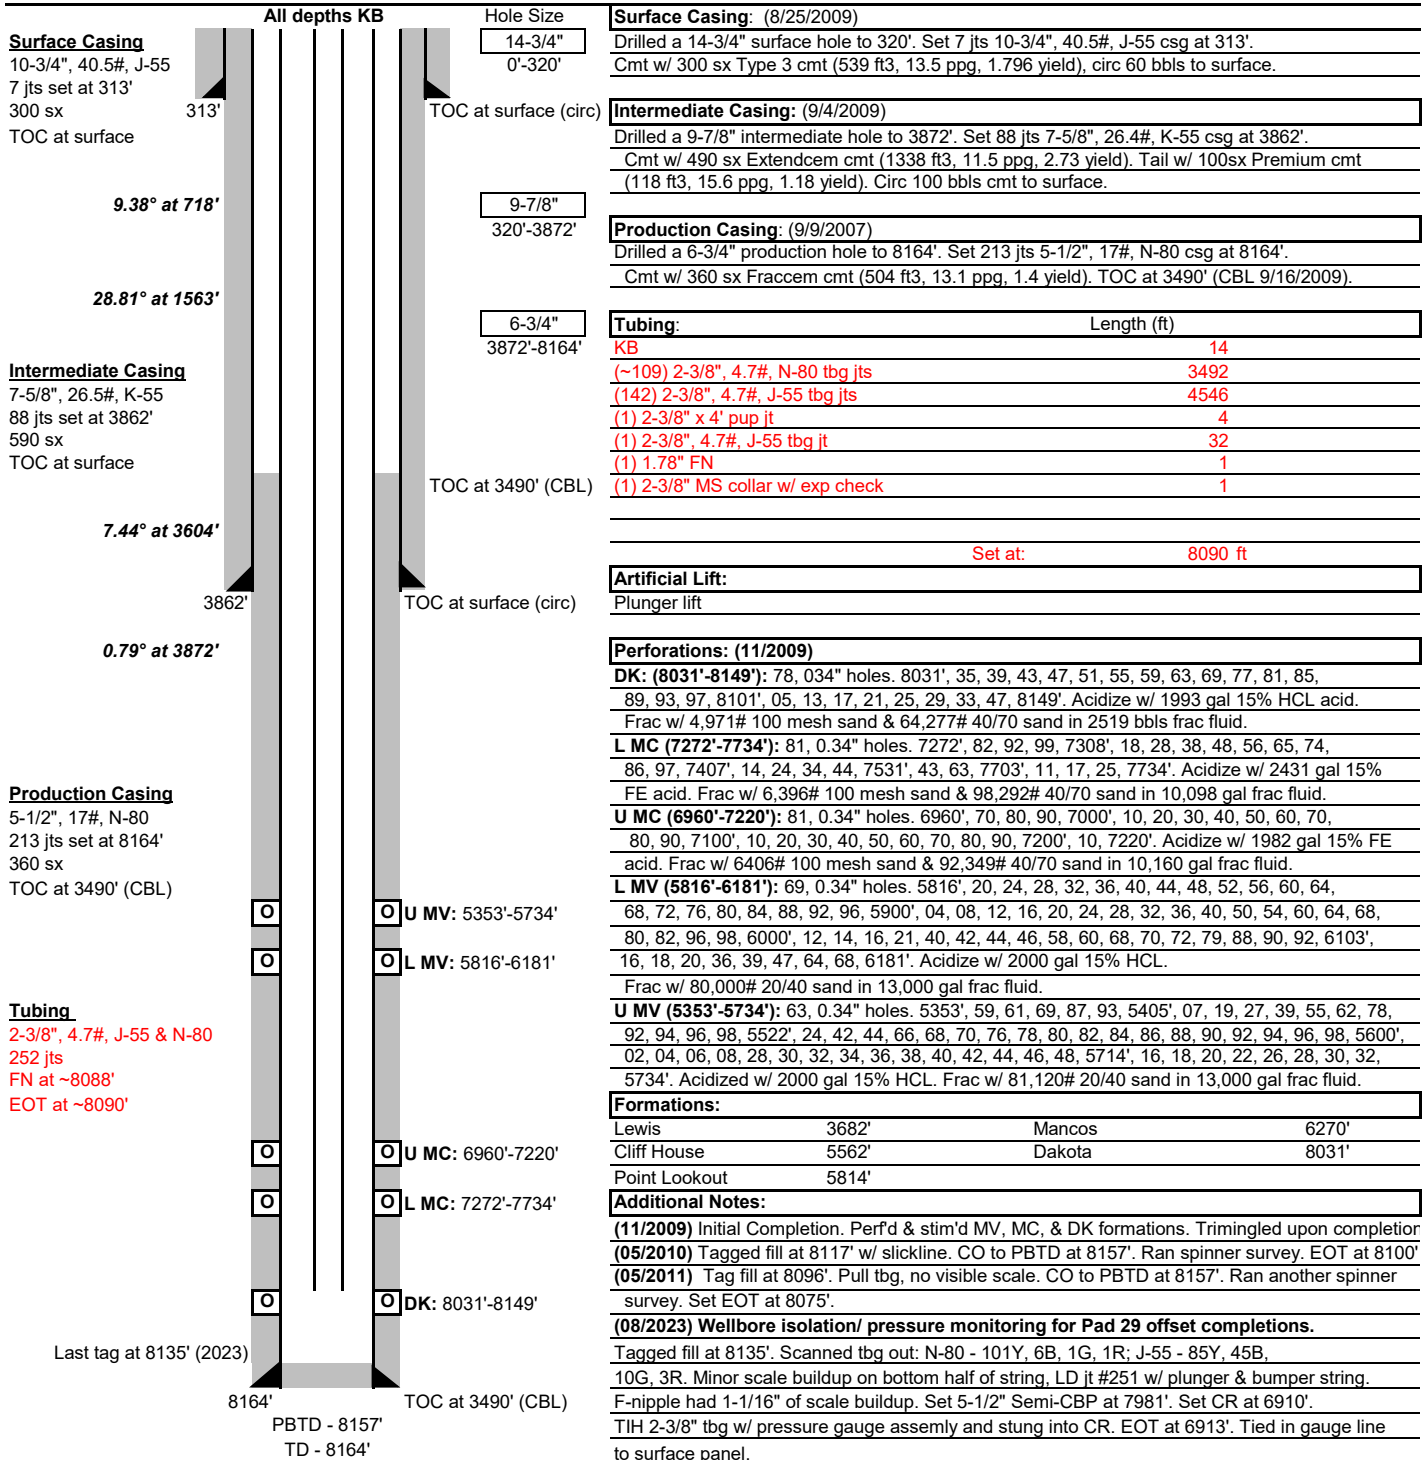 All depths KB
Hole Size
Surface Casing
10-3/4", 40.5#, J-55
7 jts set at 313'
300 sx
313'
TOC at surface
14-3/4"
0'-320'
TOC at surface (circ)
9.38° at 718'
9-7/8"
320'-3872'
28.81° at 1563'
6-3/4"
3872'-8164'
Intermediate Casing
7-5/8", 26.5#, K-55
88 jts set at 3862'
590 sx
TOC at surface
TOC at 3490' (CBL)
7.44° at 3604'
3862'
TOC at surface (circ)
0.79° at 3872'
Production Casing
5-1/2", 17#, N-80
213 jts set at 8164'
360 sx
TOC at 3490' (CBL)
O O U MV: 5353'-5734'
O O L MV: 5816'-6181'
Tubing
2-3/8", 4.7#, J-55 & N-80
252 jts
FN at ~8088'
EOT at ~8090'
O O U MC: 6960'-7220'
O O L MC: 7272'-7734'
O O DK: 8031'-8149'
Last tag at 8135' (2023)
8164'
TOC at 3490' (CBL)
PBTD - 8157'
TD - 8164'
Surface Casing: (8/25/2009)
Drilled a 14-3/4" surface hole to 320'. Set 7 jts 10-3/4", 40.5#, J-55 csg at 313'.
Cmt w/ 300 sx Type 3 cmt (539 ft3, 13.5 ppg, 1.796 yield), circ 60 bbls to surface.
Intermediate Casing: (9/4/2009)
Drilled a 9-7/8" intermediate hole to 3872'. Set 88 jts 7-5/8", 26.4#, K-55 csg at 3862'.
Cmt w/ 490 sx Extendcem cmt (1338 ft3, 11.5 ppg, 2.73 yield). Tail w/ 100sx Premium cmt
(118 ft3, 15.6 ppg, 1.18 yield). Circ 100 bbls cmt to surface.
Production Casing: (9/9/2007)
Drilled a 6-3/4" production hole to 8164'. Set 213 jts 5-1/2", 17#, N-80 csg at 8164'.
Cmt w/ 360 sx Fraccem cmt (504 ft3, 13.1 ppg, 1.4 yield). TOC at 3490' (CBL 9/16/2009).
Tubing: Length (ft)
KB 14
(~109) 2-3/8", 4.7#, N-80 tbg jts 3492
(142) 2-3/8", 4.7#, J-55 tbg jts 4546
(1) 2-3/8" x 4' pup jt 4
(1) 2-3/8", 4.7#, J-55 tbg jt 32
(1) 1.78" FN 1
(1) 2-3/8" MS collar w/ exp check 1
Set at: 8090 ft
Artificial Lift:
Plunger lift
Perforations: (11/2009)
DK: (8031'-8149'): 78, 034" holes. 8031', 35, 39, 43, 47, 51, 55, 59, 63, 69, 77, 81, 85,
89, 93, 97, 8101', 05, 13, 17, 21, 25, 29, 33, 47, 8149'. Acidize w/ 1993 gal 15% HCL acid.
Frac w/ 4,971# 100 mesh sand & 64,277# 40/70 sand in 2519 bbls frac fluid.
L MC (7272'-7734'): 81, 0.34" holes. 7272', 82, 92, 99, 7308', 18, 28, 38, 48, 56, 65, 74,
86, 97, 7407', 14, 24, 34, 44, 7531', 43, 63, 7703', 11, 17, 25, 7734'. Acidize w/ 2431 gal 15%
FE acid. Frac w/ 6,396# 100 mesh sand & 98,292# 40/70 sand in 10,098 gal frac fluid.
U MC (6960'-7220'): 81, 0.34" holes. 6960', 70, 80, 90, 7000', 10, 20, 30, 40, 50, 60, 70,
80, 90, 7100', 10, 20, 30, 40, 50, 60, 70, 80, 90, 7200', 10, 7220'. Acidize w/ 1982 gal 15% FE
acid. Frac w/ 6406# 100 mesh sand & 92,349# 40/70 sand in 10,160 gal frac fluid.
L MV (5816'-6181'): 69, 0.34" holes. 5816', 20, 24, 28, 32, 36, 40, 44, 48, 52, 56, 60, 64,
68, 72, 76, 80, 84, 88, 92, 96, 5900', 04, 08, 12, 16, 20, 24, 28, 32, 36, 40, 50, 54, 60, 64, 68,
80, 82, 96, 98, 6000', 12, 14, 16, 21, 40, 42, 44, 46, 58, 60, 68, 70, 72, 79, 88, 90, 92, 6103',
16, 18, 20, 36, 39, 47, 64, 68, 6181'. Acidize w/ 2000 gal 15% HCL.
Frac w/ 80,000# 20/40 sand in 13,000 gal frac fluid.
U MV (5353'-5734'): 63, 0.34" holes. 5353', 59, 61, 69, 87, 93, 5405', 07, 19, 27, 39, 55, 62, 78,
92, 94, 96, 98, 5522', 24, 42, 44, 66, 68, 70, 76, 78, 80, 82, 84, 86, 88, 90, 92, 94, 96, 98, 5600'
02, 04, 06, 08, 28, 30, 32, 34, 36, 38, 40, 42, 44, 46, 48, 5714', 16, 18, 20, 22, 26, 28, 30, 32,
5734'. Acidized w/ 2000 gal 15% HCL. Frac w/ 81,120# 20/40 sand in 13,000 gal frac fluid.
Formations:
Lewis 3682' Mancos 6270'
Cliff House 5562' Dakota 8031'
Point Lookout 5814'
Additional Notes:
(11/2009) Initial Completion. Perf'd & stim'd MV, MC, & DK formations. Trimingled upon completion
(05/2010) Tagged fill at 8117' w/ slickline. CO to PBTD at 8157'. Ran spinner survey. EOT at 8100'
(05/2011) Tag fill at 8096'. Pull tbg, no visible scale. CO to PBTD at 8157'. Ran another spinner
survey. Set EOT at 8075'.
(08/2023) Wellbore isolation/ pressure monitoring for Pad 29 offset completions.
Tagged fill at 8135'. Scanned tbg out: N-80 - 101Y, 6B, 1G, 1R; J-55 - 85Y, 45B,
10G, 3R. Minor scale buildup on bottom half of string, LD jt #251 w/ plunger & bumper string.
F-nipple had 1-1/16" of scale buildup. Set 5-1/2" Semi-CBP at 7981'. Set CR at 6910'.
TIH 2-3/8" tbg w/ pressure gauge assemly and stung into CR. EOT at 6913'. Tied in gauge line
to surface panel.